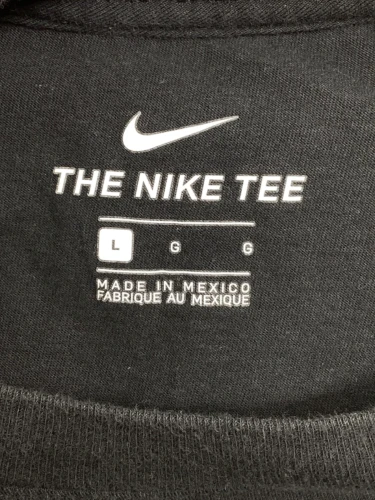 THE NIKE TEE
L G G
MADE IN MEXICO
FABRIQUE AU MEXIQUE